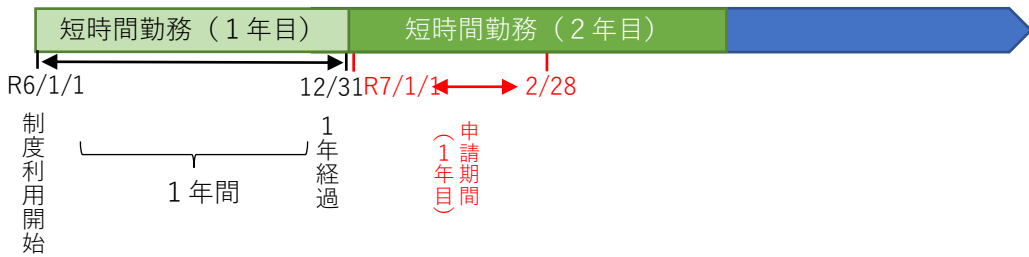 短時間勤務（１年目）
短時間勤務（２年目）
R6/1/1
12/31
R7/1/1
2/28
制度利用開始
１年間
１年経過
申請期間
（１年目）